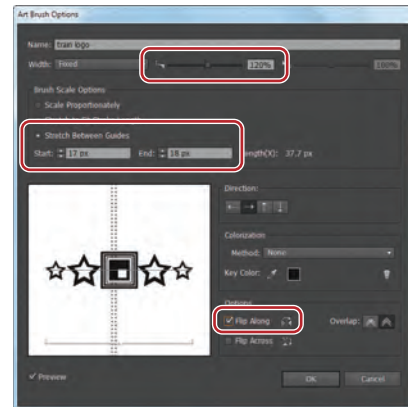 Art Brush Options
Name: train logo
Width: Fixed 120% 100%
Brush Scale Options
Scale Proportionately
Stretch Between Guides
Start: 17 px End: 18 px Length(X): 37.7 px
Direction:
Colorization
Method: None
Key Color:
Options
Flip Along Overlap:
Flip Across
Preview OK Cancel